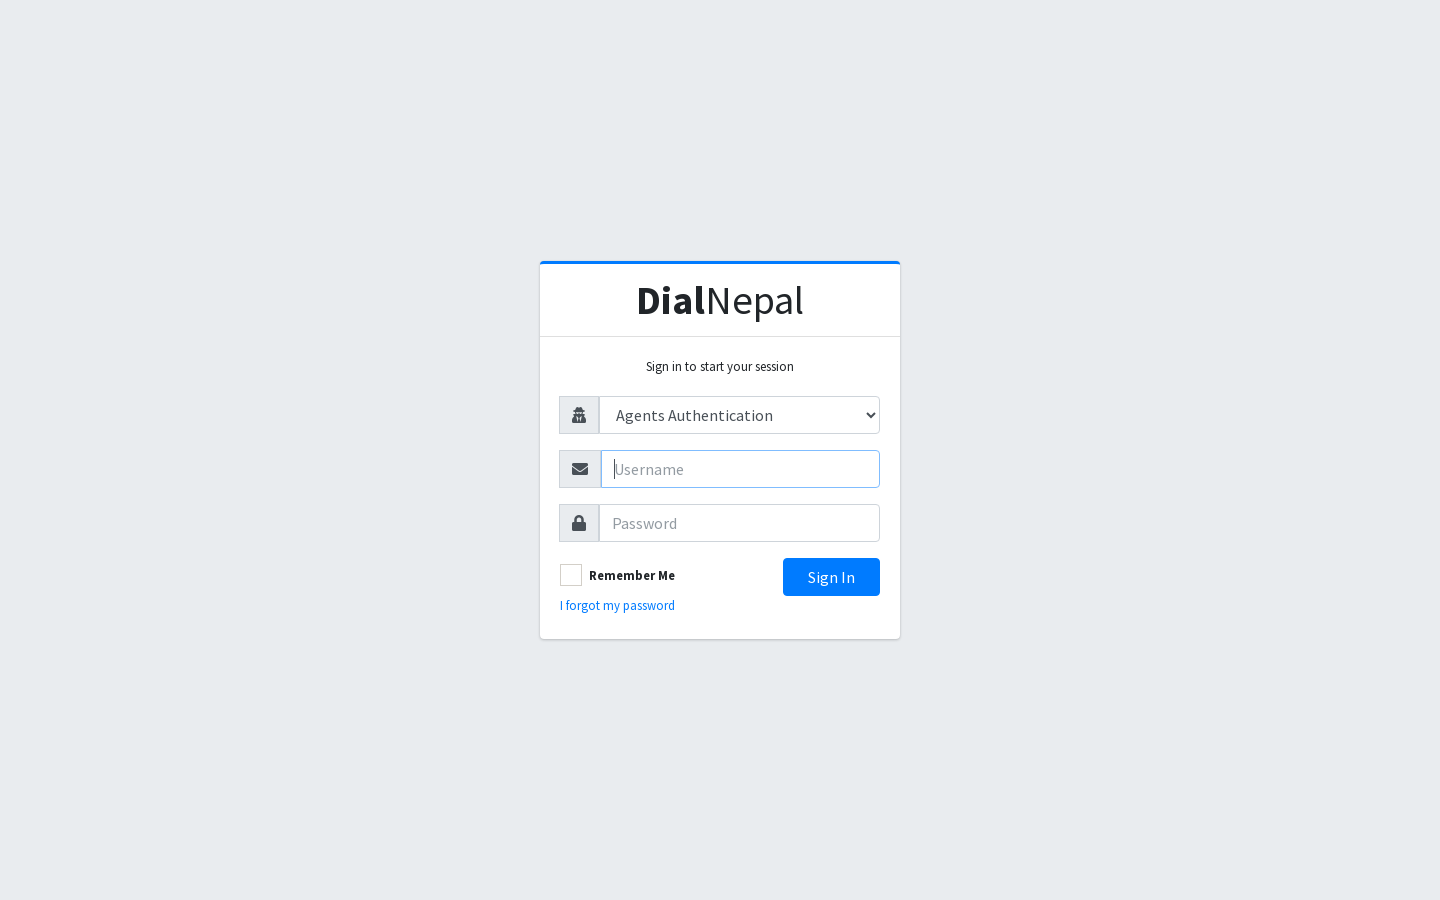 DialNepal
Sign in to start your session
Agents Authentication
Username
Password
Remember Me
Sign In
I forgot my password